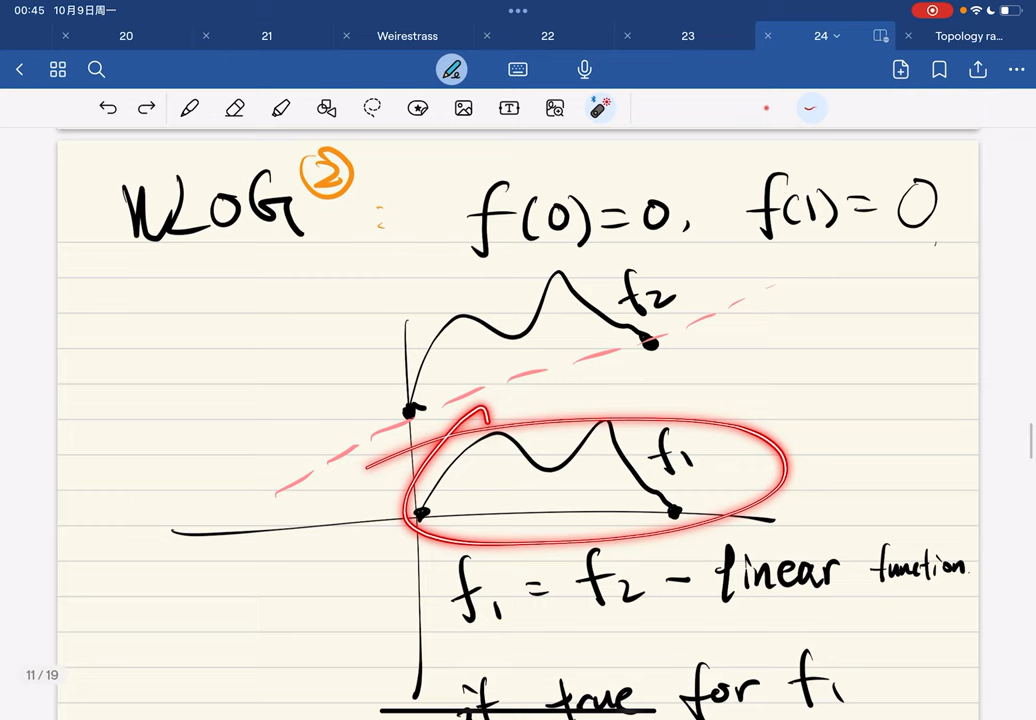 00:45 10月9日周一
20 21 Weirestrass 22 23 24 Topology ra...
WLOG ② : f(0)=0, f(1)=0
f2
f1
f1 = f2 - linear function.
11 / 19
if true for f1